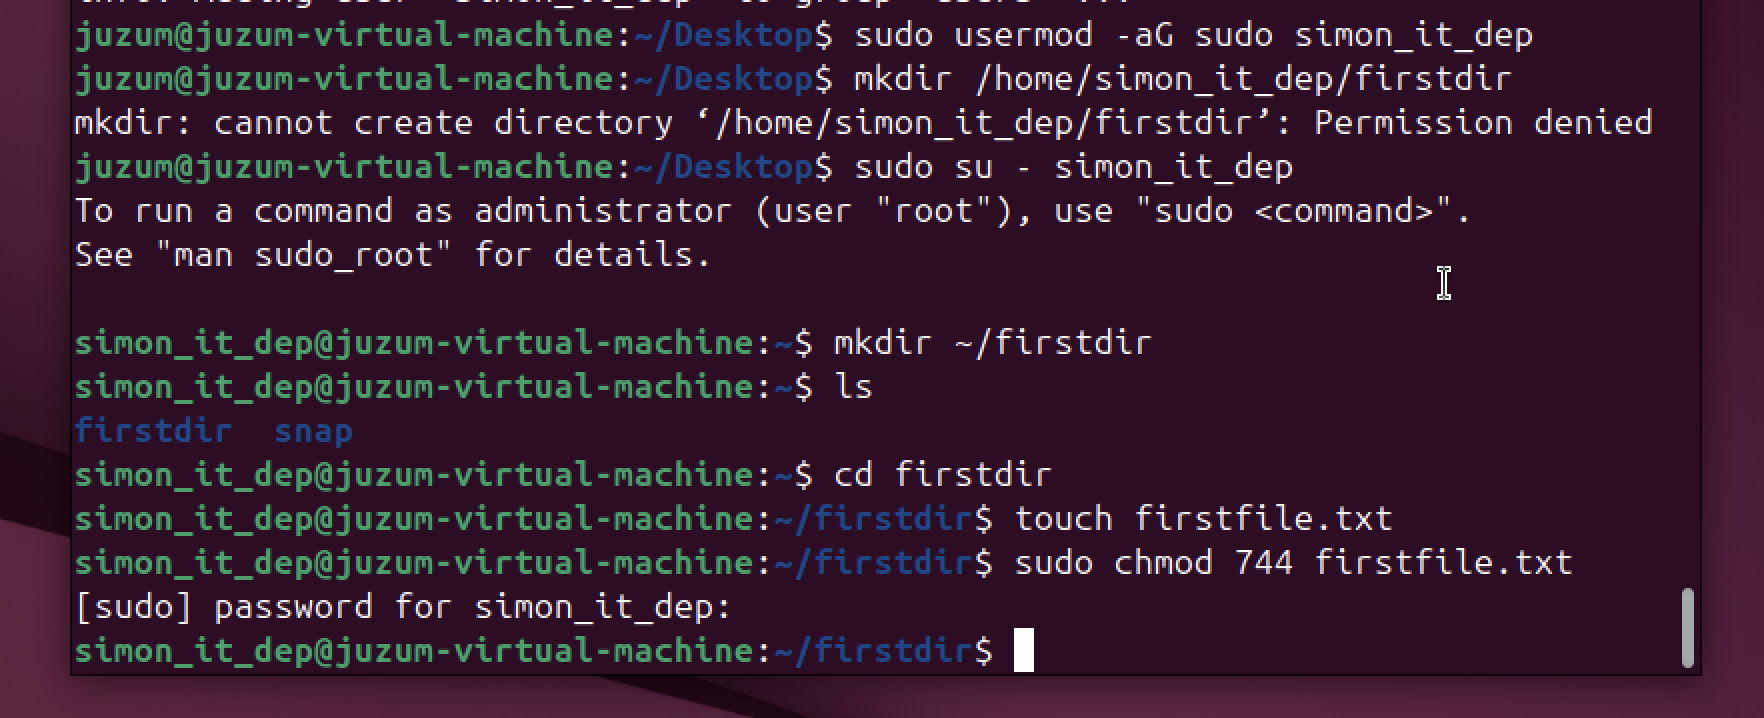 juzum@juzum-virtual-machine:~/Desktop$ sudo usermod -aG sudo simon_it_dep
juzum@juzum-virtual-machine:~/Desktop$ mkdir /home/simon_it_dep/firstdir
mkdir: cannot create directory ‘/home/simon_it_dep/firstdir’: Permission denied
juzum@juzum-virtual-machine:~/Desktop$ sudo su - simon_it_dep
To run a command as administrator (user "root"), use "sudo <command>".
See "man sudo_root" for details.
simon_it_dep@juzum-virtual-machine:~$ mkdir ~/firstdir
simon_it_dep@juzum-virtual-machine:~$ ls
firstdir  snap
simon_it_dep@juzum-virtual-machine:~$ cd firstdir
simon_it_dep@juzum-virtual-machine:~/firstdir$ touch firstfile.txt
simon_it_dep@juzum-virtual-machine:~/firstdir$ sudo chmod 744 firstfile.txt
[sudo] password for simon_it_dep:
simon_it_dep@juzum-virtual-machine:~/firstdir$